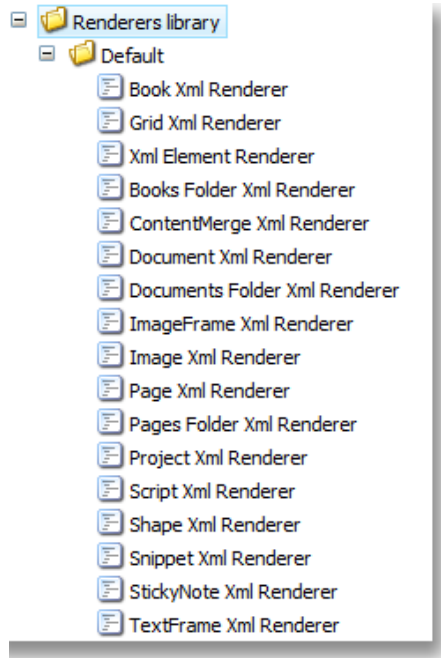 Renderers library
Default
Book Xml Renderer
Grid Xml Renderer
Xml Element Renderer
Books Folder Xml Renderer
ContentMerge Xml Renderer
Document Xml Renderer
Documents Folder Xml Renderer
ImageFrame Xml Renderer
Image Xml Renderer
Page Xml Renderer
Pages Folder Xml Renderer
Project Xml Renderer
Script Xml Renderer
Shape Xml Renderer
Snippet Xml Renderer
StickyNote Xml Renderer
TextFrame Xml Renderer